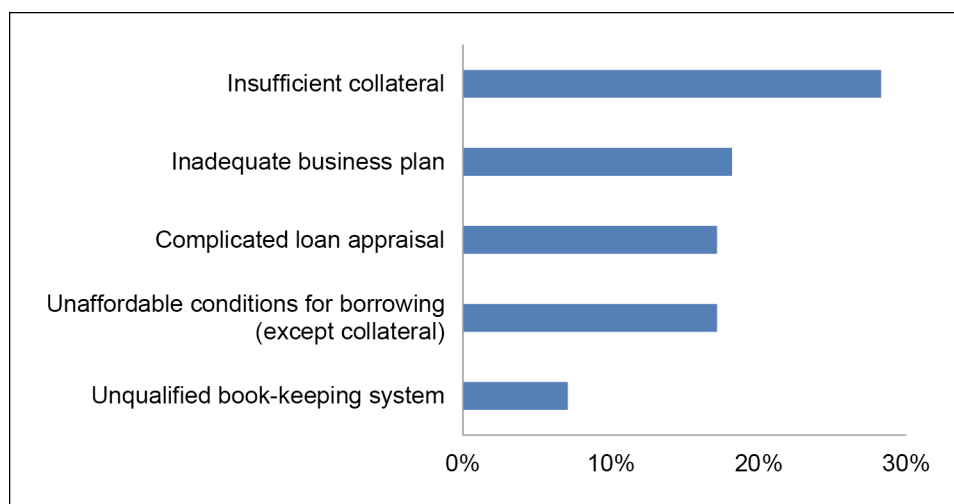 Insufficient collateral
Inadequate business plan
Complicated loan appraisal
Unaffordable conditions for borrowing
(except collateral)
Unqualified book-keeping system
0% 10% 20% 30%